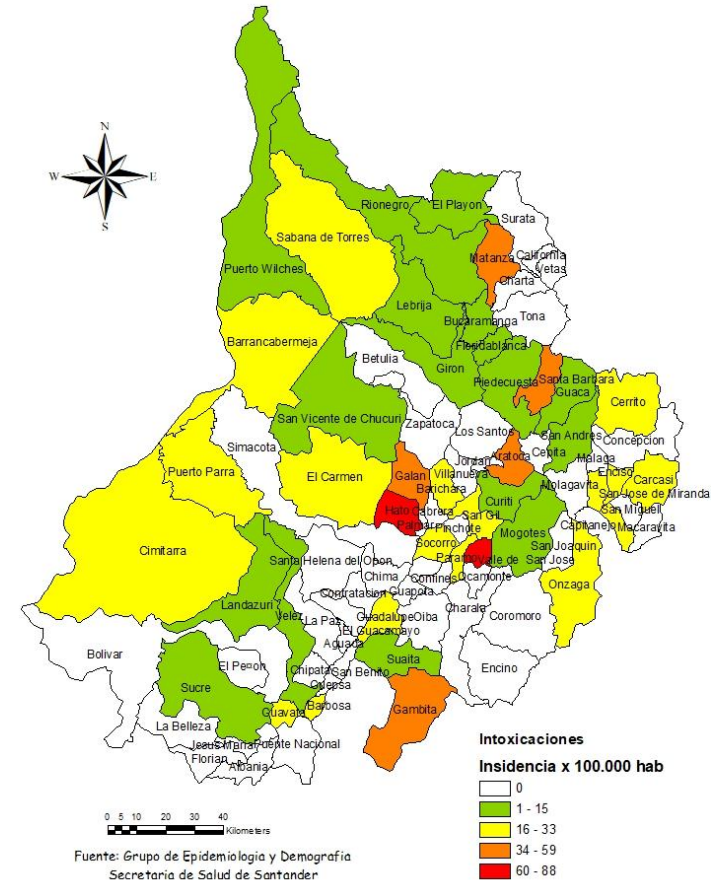 N
W E
S
Surata
Rionegro
El Playon
Sabana de Torres
Matanza
California
Vetas
Charta
Puerto Wilches
Lebrija
Tona
Bucaramanga
Barrancabermeja
Floridablanca
Betulia
Giron
Piedecuesta
Santa Barbara
Guaca
Cerrito
San Vicente de Chucuri
Zapatoca
Los Santos
San Andres
Concepcion
Simacota
Aratoca
Cepita
Malaga
Jordan
Puerto Parra
El Carmen
Galan
Villanueva
Barichara
Enciso
Carcasi
Molagavita
San Jose de Miranda
Hato
Cabrera
Curiti
San Gil
San Miguel
Palmar
Pinchote
Mogotes
Capitanejo
Macaravita
Cimitarra
Socorro
San Joaquin
Paramo
Valle de San Jose
Santa Helena del Opon
Chima
Confines
Ocamonte
Onzaga
Contratacion
Guapota
Landazuri
Charala
Velez
La Paz
Guadalupe
Oiba
Coromoro
El Guacamayo
Aguada
Bolivar
El Penon
Chipata
San Benito
Suaita
Encino
Sucre
Guepsa
Guavata
Barbosa
Gambita
La Belleza
Jesus Maria
Puente Nacional
Florian
Albania
Intoxicaciones
Insidencia x 100.000 hab
0
1 - 15
16 - 33
34 - 59
60 - 88
0 5 10 20 30 40
Kilometers
Fuente: Grupo de Epidemiologia y Demografia
Secretaria de Salud de Santander